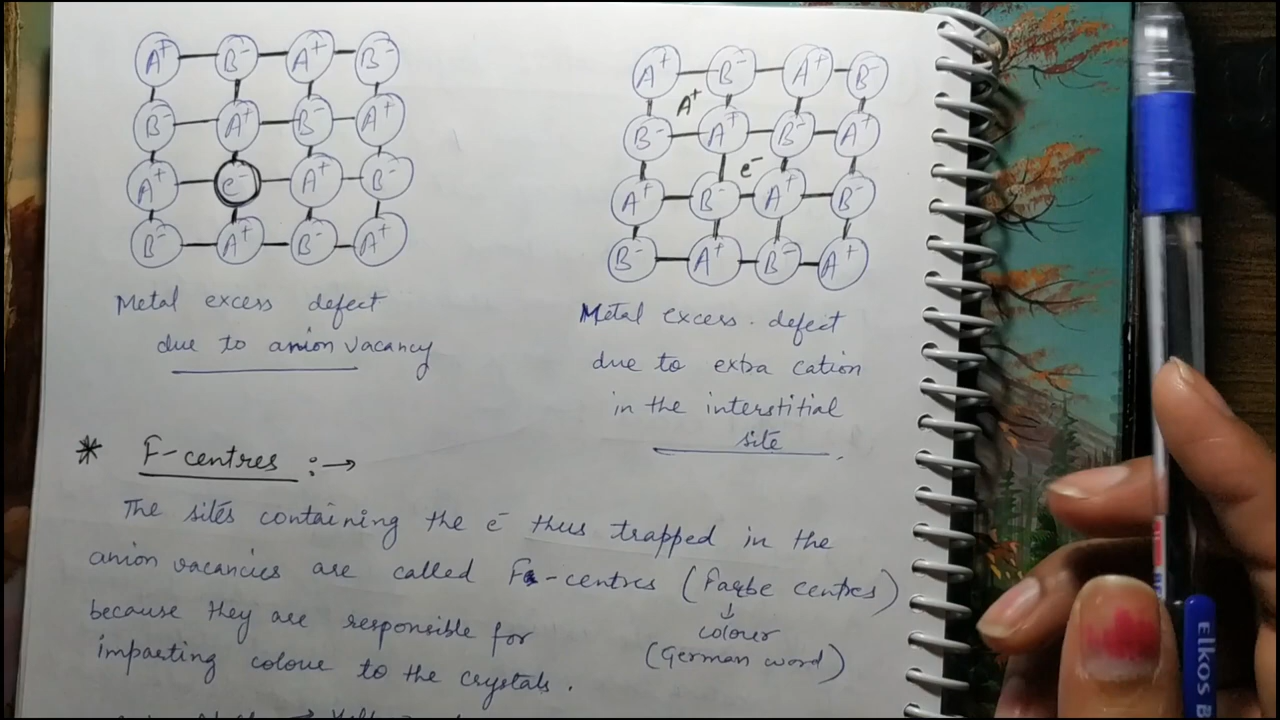 A⁺ B⁻ A⁺ B⁻
B⁻ A⁺ B⁻ A⁺
A⁺ e⁻ A⁺ B⁻
B⁻ A⁺ B⁻ A⁺
Metal excess defect
due to anion vacancy
A⁺ B⁻ A⁺ B⁻
A⁺
B⁻ A⁺ B⁻ A⁺
e⁻
A⁺ B⁻ A⁺ B⁻
B⁻ A⁺ B⁻ A⁺
Metal excess defect
due to extra cation
in the interstitial
site
* F-centres :→
The sites containing the e⁻ thus trapped in the
anion vacancies are called F-centres (Farbe centres)
↓
colour
(German word)
because they are responsible for
imparting colour to the crystals.
Elkos B